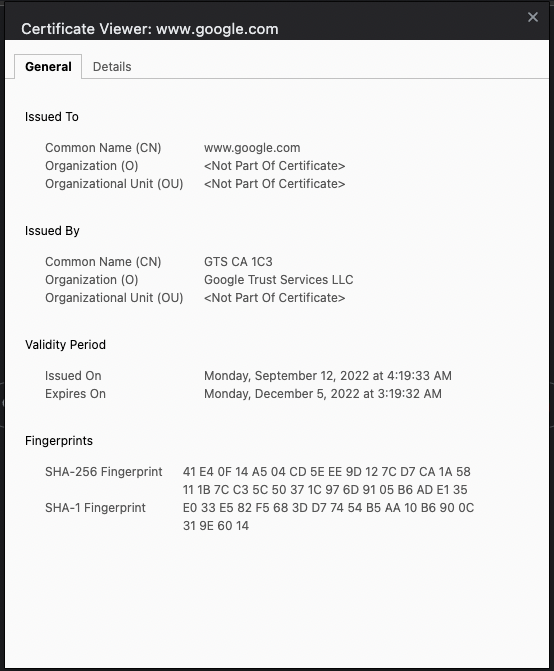 Certificate Viewer: www.google.com
General Details
Issued To
Common Name (CN) www.google.com
Organization (O) <Not Part Of Certificate>
Organizational Unit (OU) <Not Part Of Certificate>
Issued By
Common Name (CN) GTS CA 1C3
Organization (O) Google Trust Services LLC
Organizational Unit (OU) <Not Part Of Certificate>
Validity Period
Issued On Monday, September 12, 2022 at 4:19:33 AM
Expires On Monday, December 5, 2022 at 3:19:32 AM
Fingerprints
SHA-256 Fingerprint 41 E4 0F 14 A5 04 CD 5E EE 9D 12 7C D7 CA 1A 58
11 1B 7C C3 5C 50 37 1C 97 6D 91 05 B6 AD E1 35
SHA-1 Fingerprint E0 33 E5 82 F5 68 3D D7 74 54 B5 AA 10 B6 90 0C
31 9E 60 14